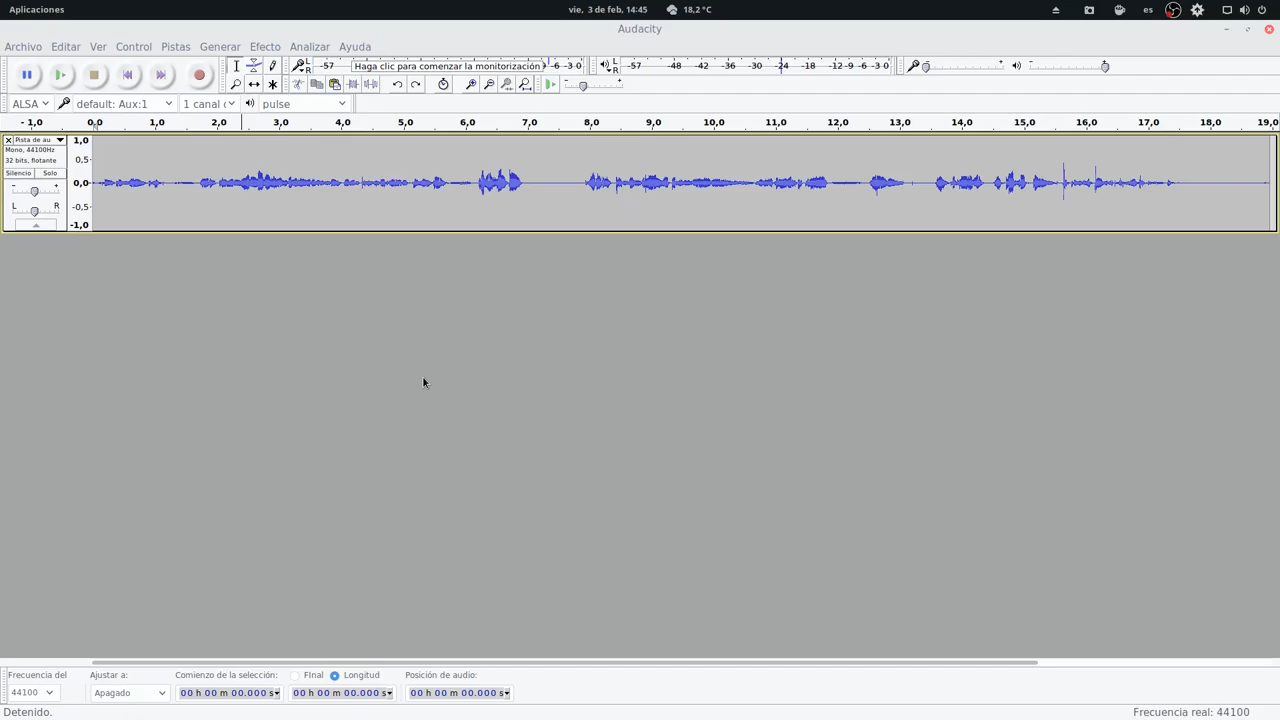 Aplicaciones vie, 3 de feb, 14:45 18,2 °C es
Audacity
Archivo Editar Ver Control Pistas Generar Efecto Analizar Ayuda
L R -57 Haga clic para comenzar la monitorización -6 -3 0 L R -57 -48 -42 -36 -30 -24 -18 -12 -9 -6 -3 0 - + - +
- +
ALSA default: Aux:1 1 canal pulse
- 1,0 0,0 1,0 2,0 3,0 4,0 5,0 6,0 7,0 8,0 9,0 10,0 11,0 12,0 13,0 14,0 15,0 16,0 17,0 18,0 19,0
Pista de au 1,0
Mono, 44100Hz
32 bits, flotante 0,5
Silencio Solo
- + 0,0
L R -0,5
-1,0
Frecuencia del Ajustar a: Comienzo de la selección: FInal Longitud Posición de audio:
44100 Apagado 00 h 00 m 00.000 s 00 h 00 m 00.000 s 00 h 00 m 00.000 s
Detenido. Frecuencia real: 44100